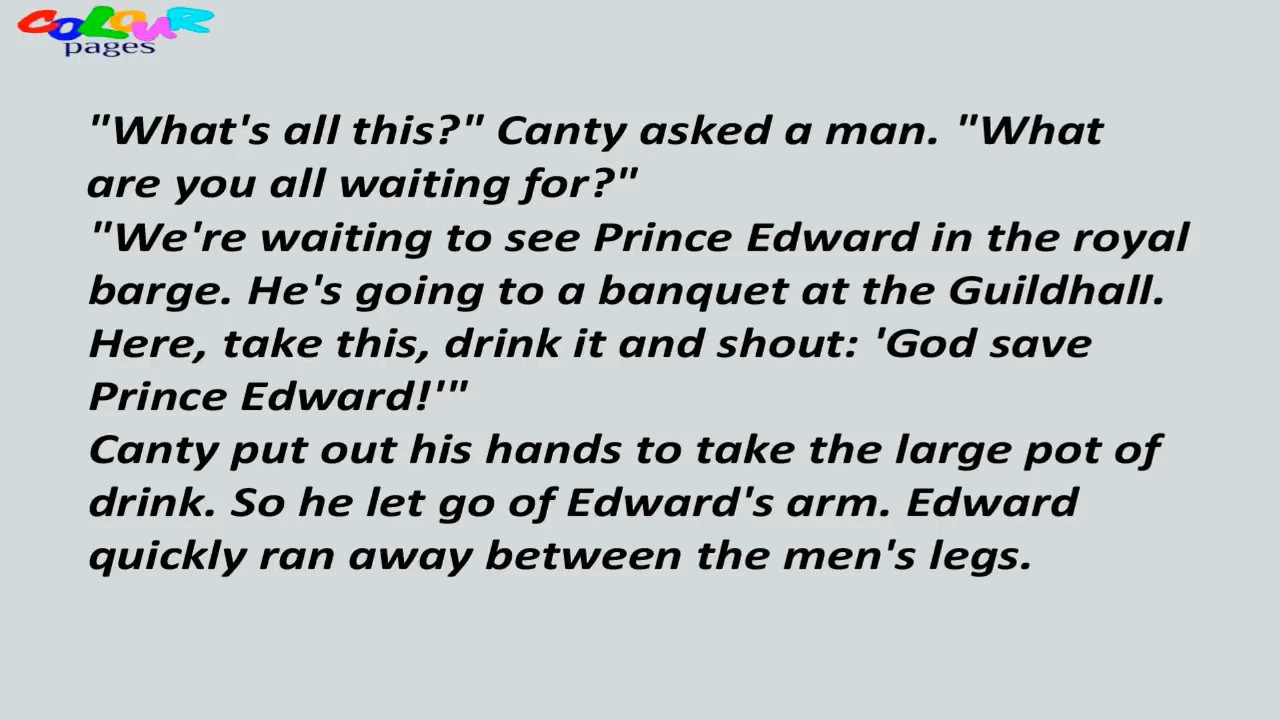 COLOUR
pages
"What's all this?" Canty asked a man. "What
are you all waiting for?"
"We're waiting to see Prince Edward in the royal
barge. He's going to a banquet at the Guildhall.
Here, take this, drink it and shout: 'God save
Prince Edward!'"
Canty put out his hands to take the large pot of
drink. So he let go of Edward's arm. Edward
quickly ran away between the men's legs.